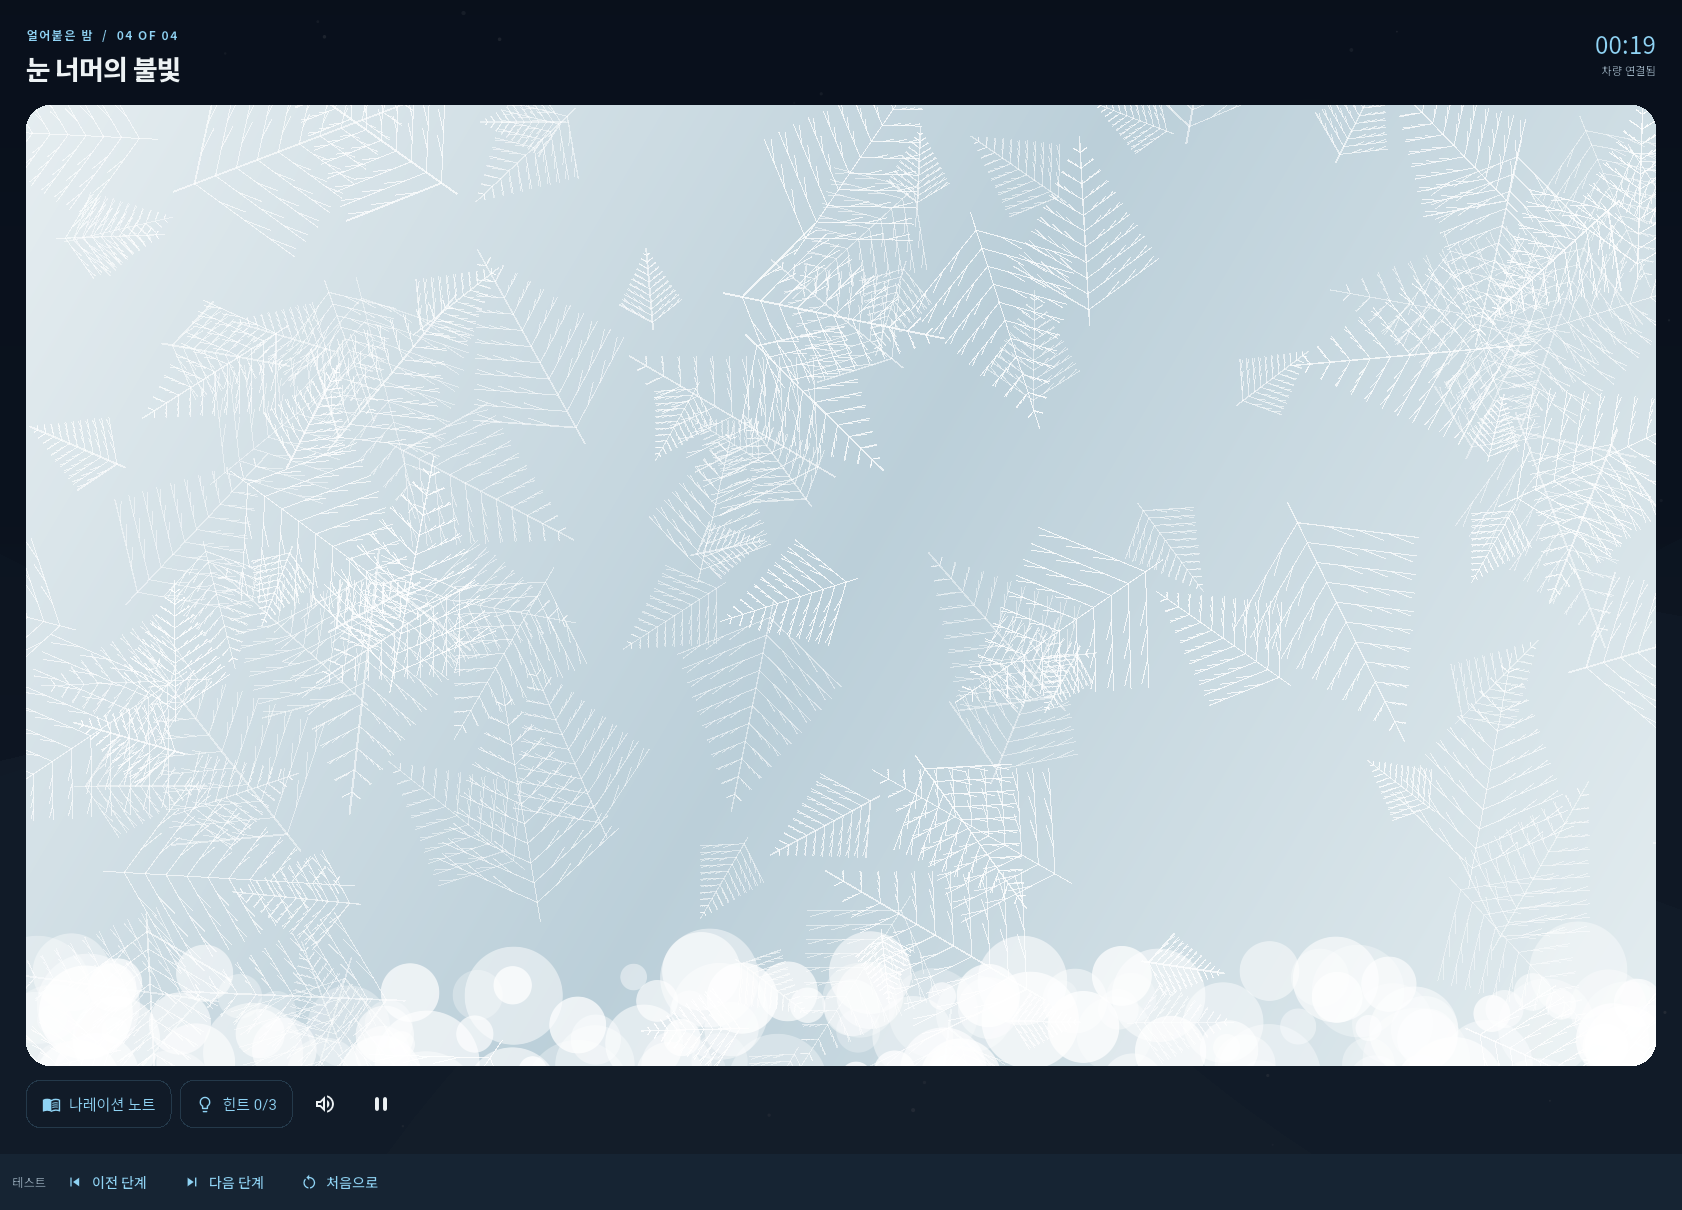 얼어붙은 밤 / 04 OF 04
눈 너머의 불빛
00:19
차량 연결됨
나레이션 노트
힌트 0/3
테스트
이전 단계
다음 단계
처음으로